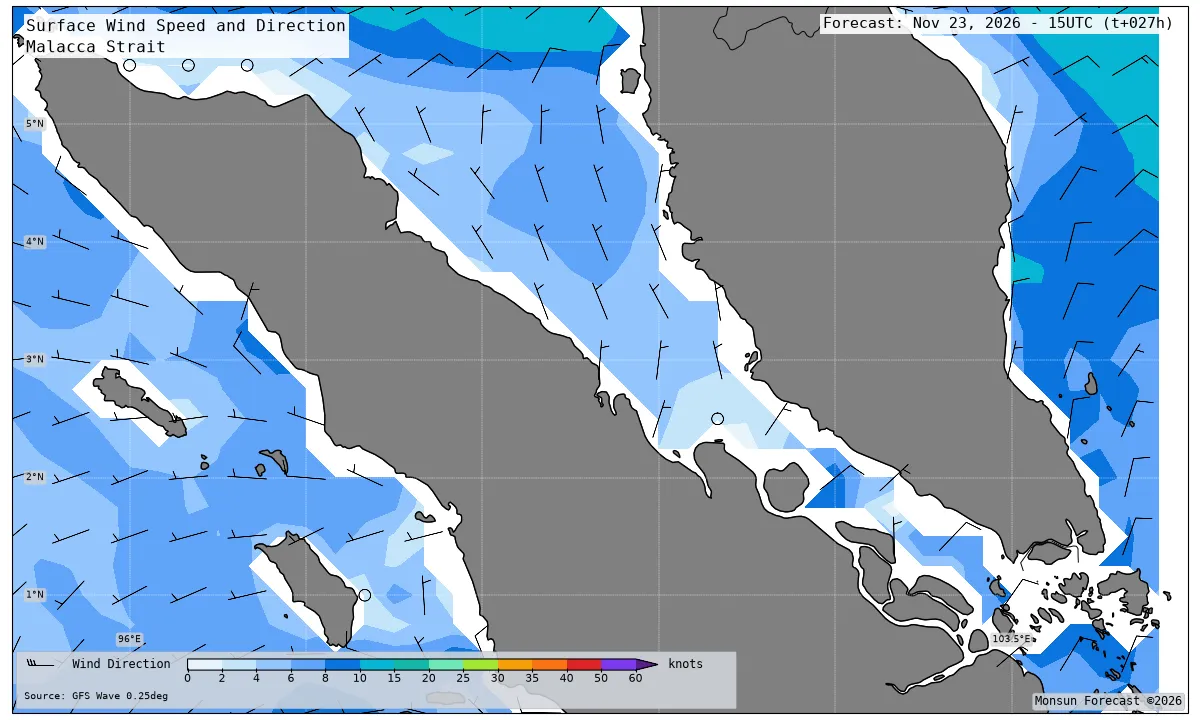 Surface Wind Speed and Direction
Malacca Strait
Forecast: Nov 23, 2026 - 15UTC (t+027h)
5°N
4°N
3°N
2°N
1°N
96°E
103.5°E
Wind Direction
knots
0 2 4 6 8 10 12 15 20 25 30 35 40 50 60
Source: GFS Wave 0.25deg
Monsun Forecast ©2026